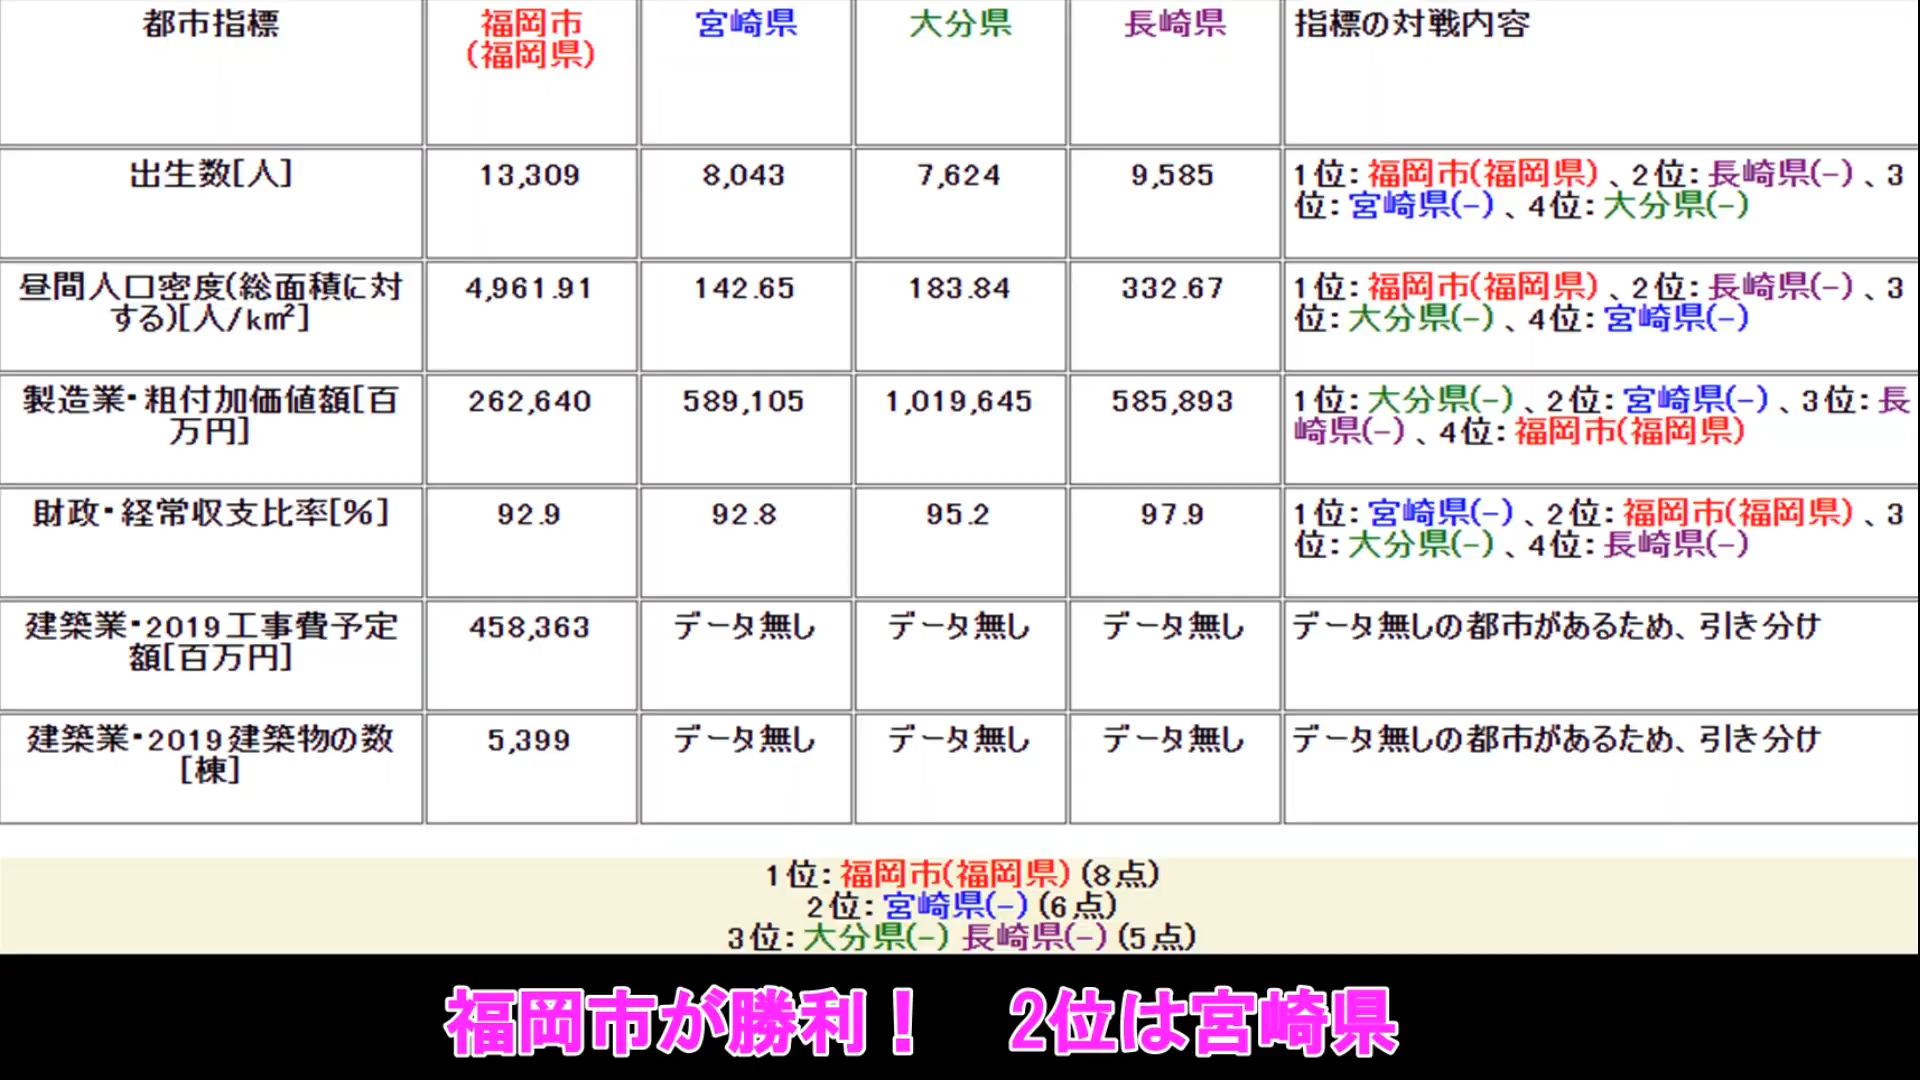 都市指標
福岡市
(福岡県)
宮崎県
大分県
長崎県
指標の対戦内容
出生数[人]
13,309
8,043
7,624
9,585
1位:福岡市(福岡県)、2位:長崎県(-)、3
位:宮崎県(-)、4位:大分県(-)
昼間人口密度(総面積に対
する)[人/km²]
4,961.91
142.65
183.84
332.67
1位:福岡市(福岡県)、2位:長崎県(-)、3
位:大分県(-)、4位:宮崎県(-)
製造業・粗付加価値額[百
万円]
262,640
589,105
1,019,645
585,893
1位:大分県(-)、2位:宮崎県(-)、3位:長
崎県(-)、4位:福岡市(福岡県)
財政・経常収支比率[%]
92.9
92.8
95.2
97.9
1位:宮崎県(-)、2位:福岡市(福岡県)、3
位:大分県(-)、4位:長崎県(-)
建築業・2019工事費予定
額[百万円]
458,363
データ無し
データ無し
データ無し
データ無しの都市があるため、引き分け
建築業・2019建築物の数
[棟]
5,399
データ無し
データ無し
データ無し
データ無しの都市があるため、引き分け
1位:福岡市(福岡県)(8点)
2位:宮崎県(-)(6点)
3位:大分県(-) 長崎県(-)(5点)
福岡市が勝利！　2位は宮崎県